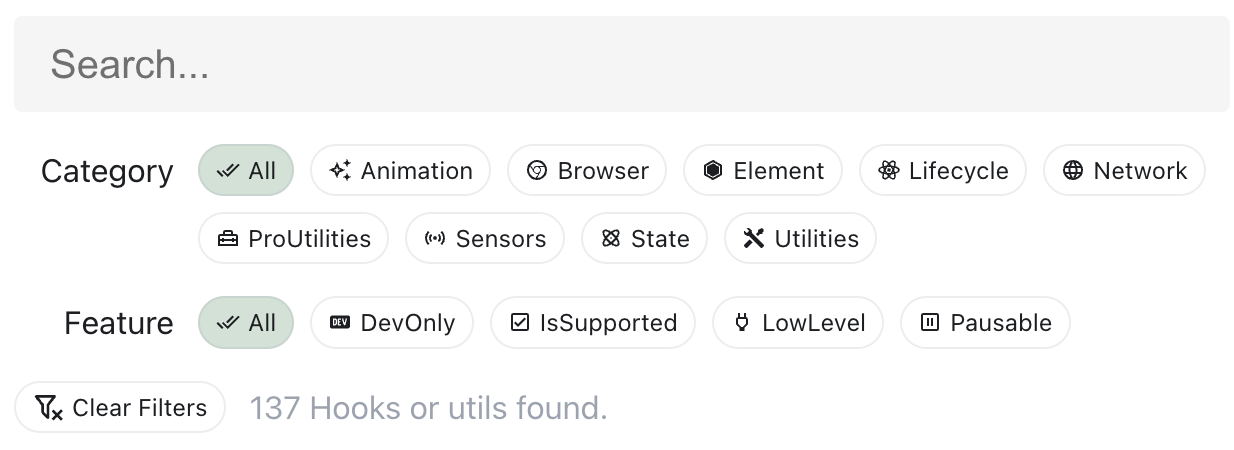 Search...
Category All Animation Browser Element Lifecycle Network
ProUtilities Sensors State Utilities
Feature All DEV DevOnly IsSupported LowLevel Pausable
Clear Filters 137 Hooks or utils found.